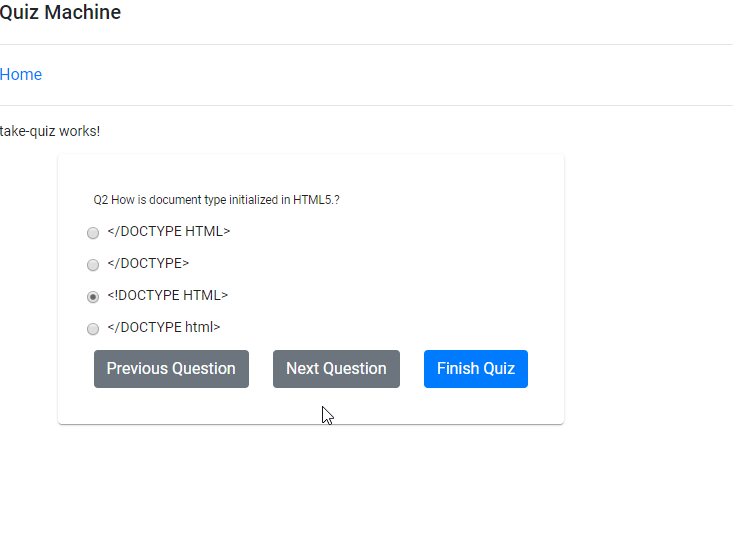 Quiz Machine
Home
take-quiz works!
Q2 How is document type initialized in HTML5.?
</DOCTYPE HTML>
</DOCTYPE>
<!DOCTYPE HTML>
</DOCTYPE html>
Previous Question Next Question Finish Quiz